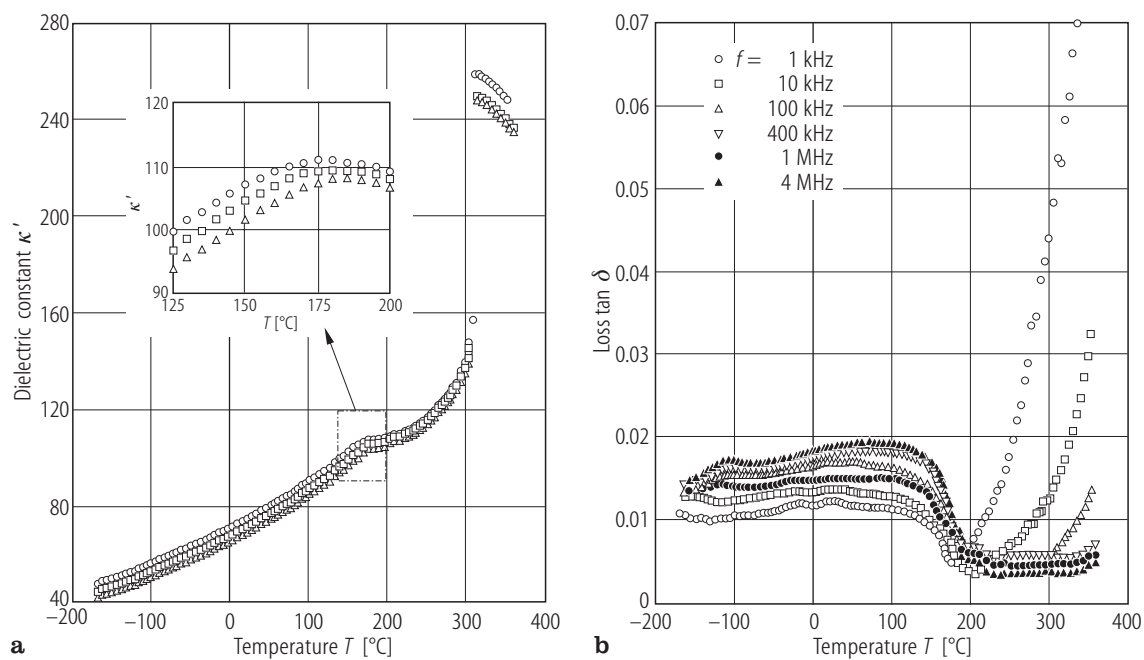 280
240
200
160
120
80
40
–200
–100
0
100
200
300
400
Dielectric constant κ′
Temperature T [°C]
a
120
110
100
90
κ′
125
150
175
200
T [°C]
0.07
0.06
0.05
0.04
0.03
0.02
0.01
0
–200
–100
0
100
200
300
400
Loss tan δ
Temperature T [°C]
b
f = 1 kHz
10 kHz
100 kHz
400 kHz
1 MHz
4 MHz